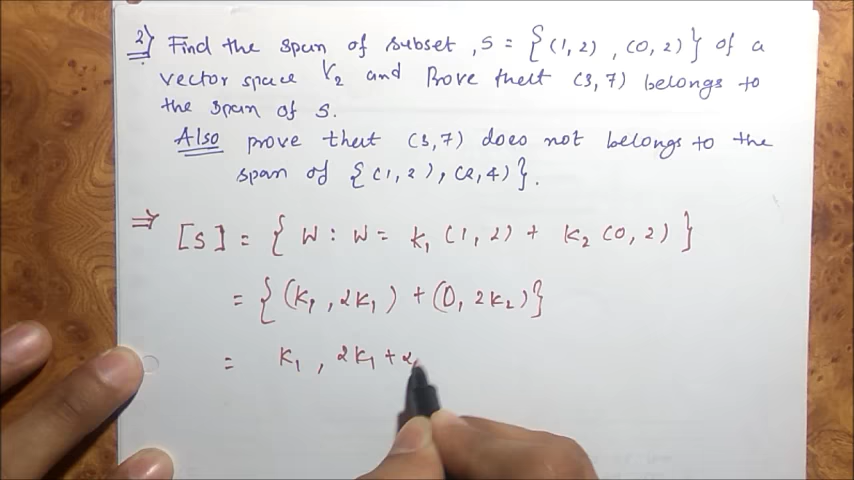 2} Find the span of subset, S = {(1,2), (0,2)} of a
vector space V₂ and Prove that (3,7) belongs to
the span of S.
Also prove that (3,7) does not belongs to the
span of {(1,2), (2,4)}.
⇒ [S] = { W : W = K₁ (1,2) + K₂ (0,2) }
= {(K₁, 2K₁) + (0, 2K₂)}
= K₁, 2K₁ + 2